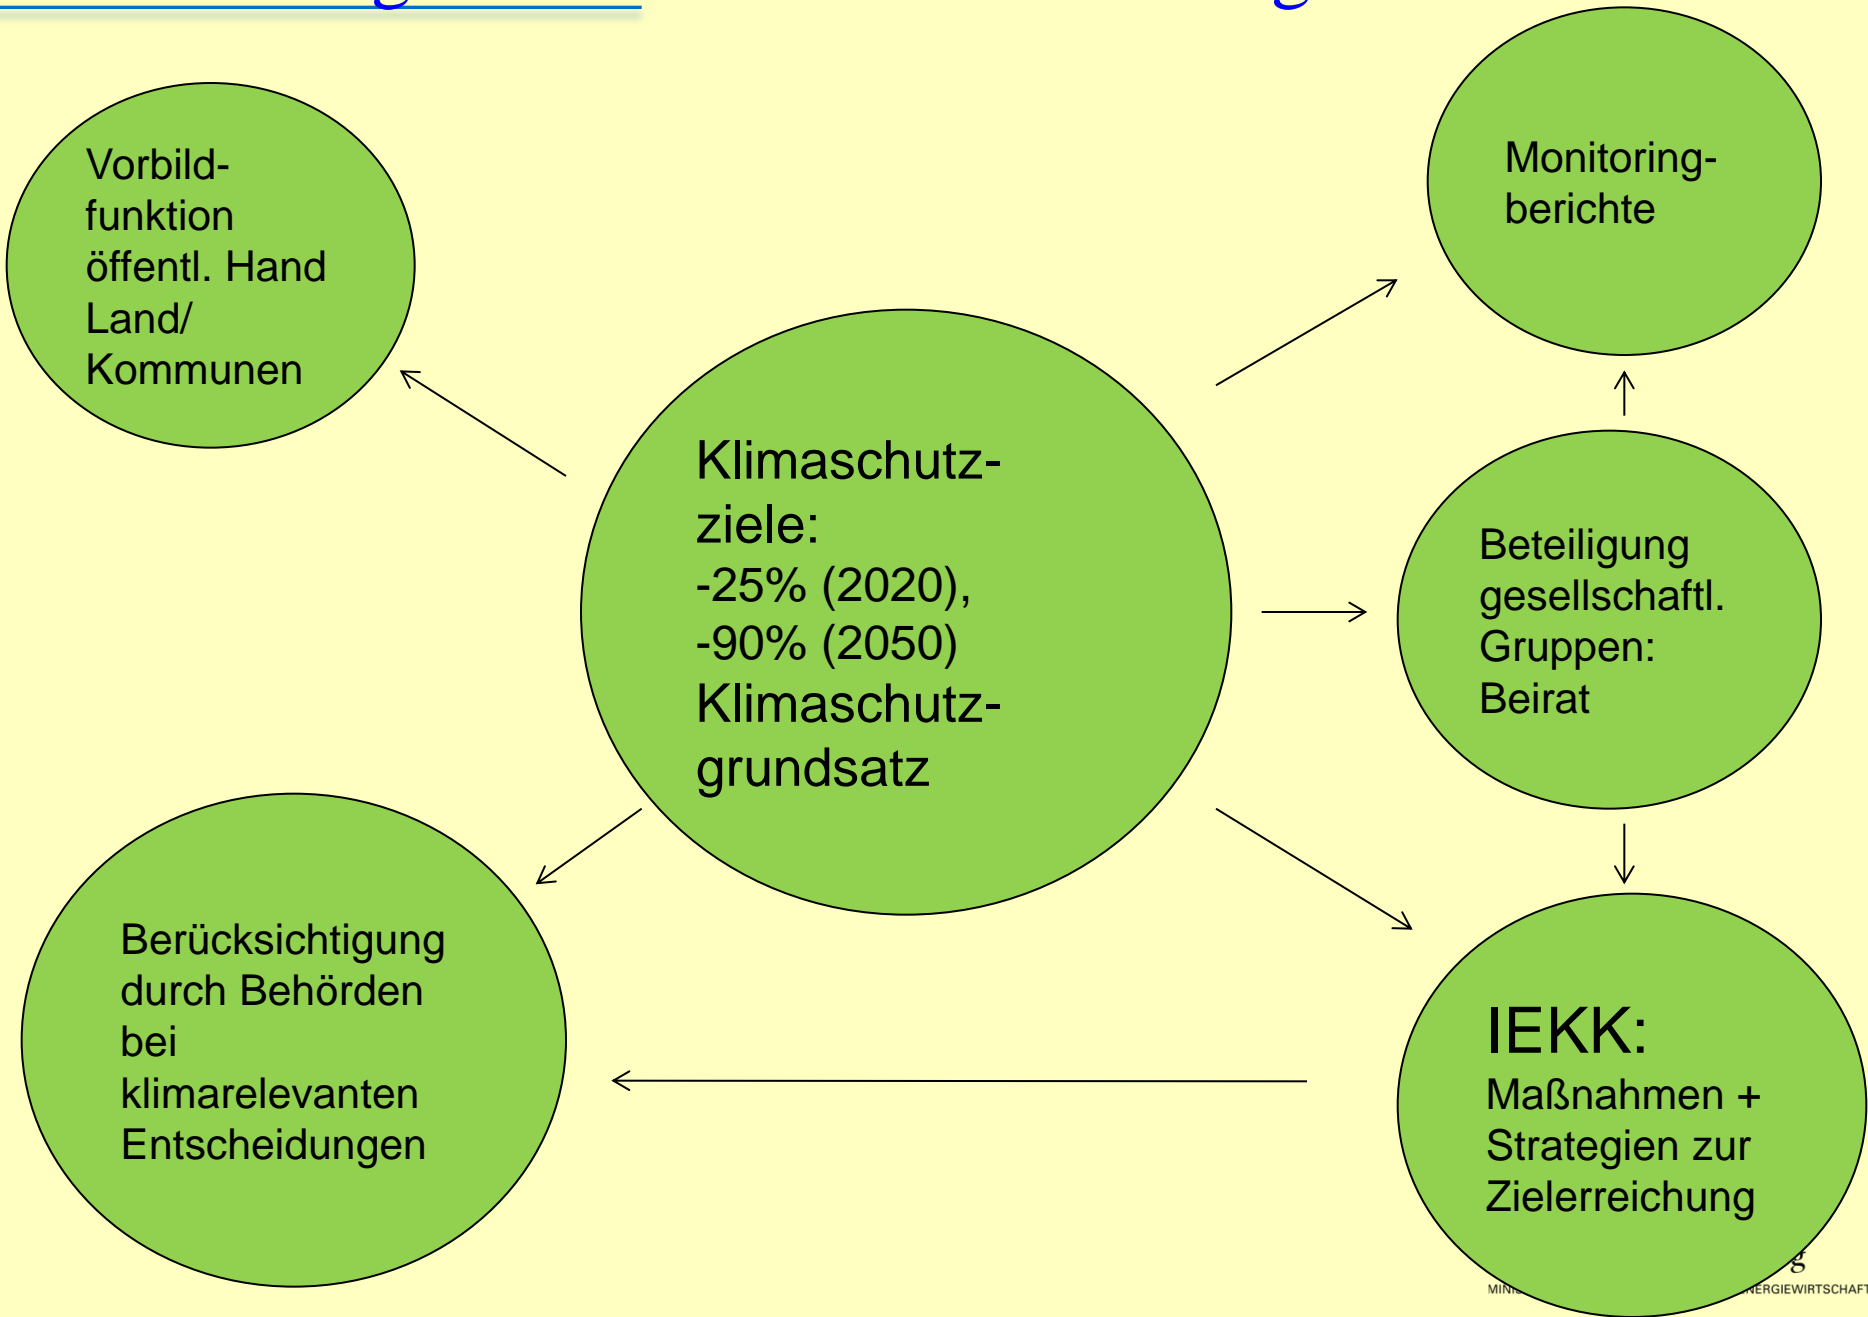 Vorbild-
funktion
öffentl. Hand
Land/
Kommunen
Monitoring-
berichte
Klimaschutz-
ziele:
-25% (2020),
-90% (2050)
Klimaschutz-
grundsatz
Beteiligung
gesellschaftl.
Gruppen:
Beirat
Berücksichtigung
durch Behörden
bei
klimarelevanten
Entscheidungen
IEKK:
Maßnahmen +
Strategien zur
Zielerreichung